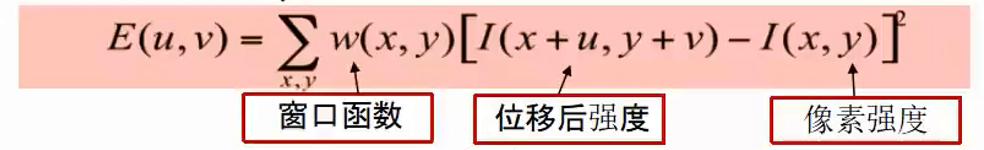 E(u,v) = ∑_{x,y} w(x,y)[I(x+u,y+v)−I(x,y)]²
窗口函数 位移后强度 像素强度